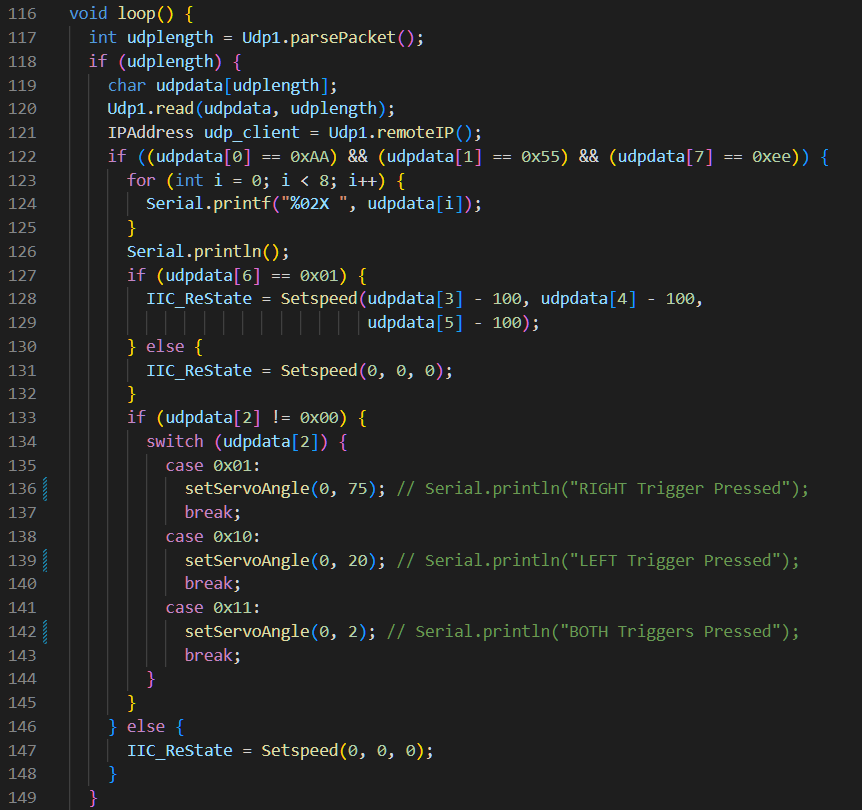 116 void loop() {
117 int udplength = Udp1.parsePacket();
118 if (udplength) {
119 char udpdata[udplength];
120 Udp1.read(udpdata, udplength);
121 IPAddress udp_client = Udp1.remoteIP();
122 if ((udpdata[0] == 0xAA) && (udpdata[1] == 0x55) && (udpdata[7] == 0xee)) {
123 for (int i = 0; i < 8; i++) {
124 Serial.printf("%02X ", udpdata[i]);
125 }
126 Serial.println();
127 if (udpdata[6] == 0x01) {
128 IIC_ReState = Setspeed(udpdata[3] - 100, udpdata[4] - 100,
129 udpdata[5] - 100);
130 } else {
131 IIC_ReState = Setspeed(0, 0, 0);
132 }
133 if (udpdata[2] != 0x00) {
134 switch (udpdata[2]) {
135 case 0x01:
136 setServoAngle(0, 75); // Serial.println("RIGHT Trigger Pressed");
137 break;
138 case 0x10:
139 setServoAngle(0, 20); // Serial.println("LEFT Trigger Pressed");
140 break;
141 case 0x11:
142 setServoAngle(0, 2); // Serial.println("BOTH Triggers Pressed");
143 break;
144 }
145 }
146 } else {
147 IIC_ReState = Setspeed(0, 0, 0);
148 }
149 }